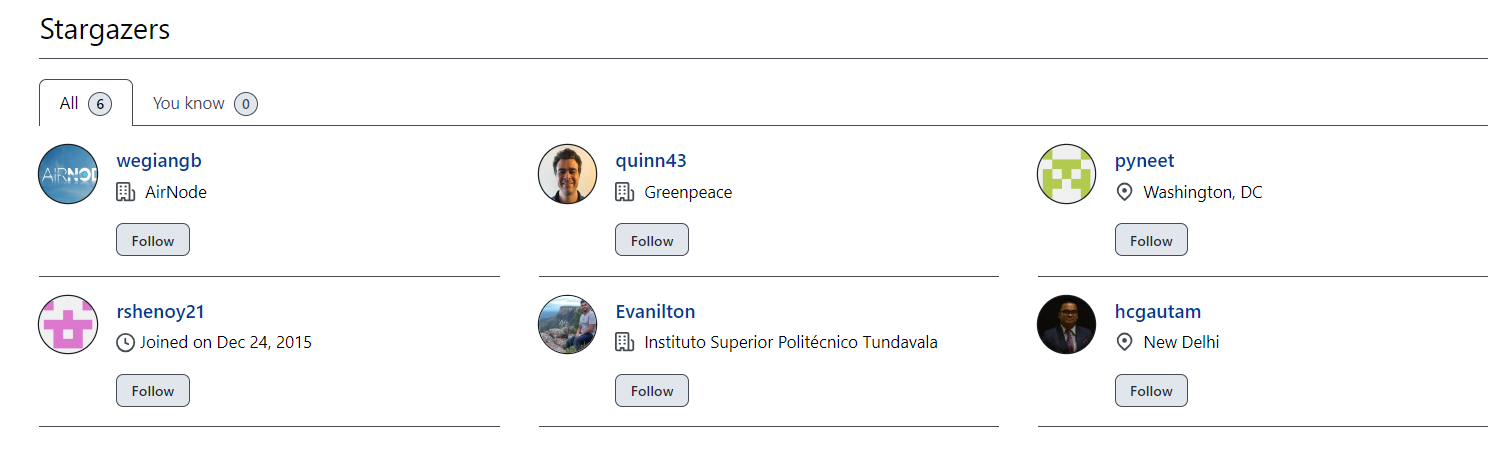 Stargazers
All 6 You know 0
wegiangb
AirNode
Follow
quinn43
Greenpeace
Follow
pyneet
Washington, DC
Follow
rshenoy21
Joined on Dec 24, 2015
Follow
Evanilton
Instituto Superior Politécnico Tundavala
Follow
hcgautam
New Delhi
Follow